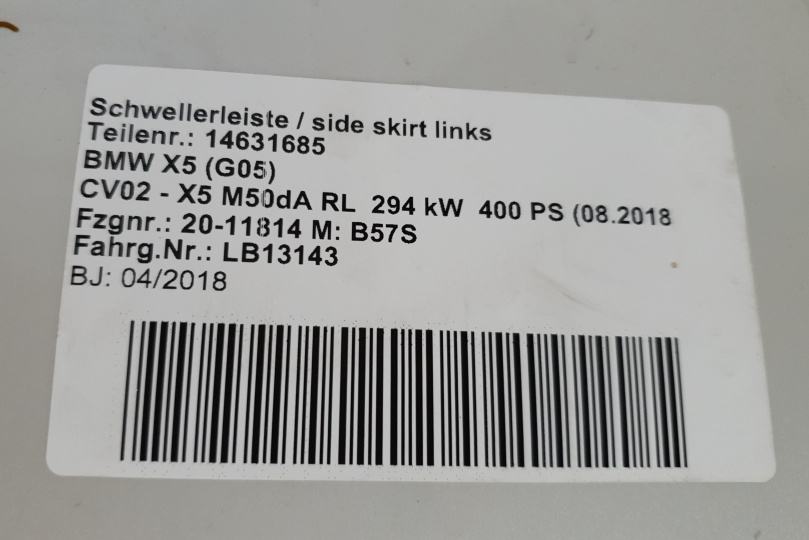 Schwellerleiste / side skirt links
Teilenr.: 14631685
BMW X5 (G05)
CV02 - X5 M50dA RL 294 kW 400 PS (08.2018
Fzgnr.: 20-11814 M: B57S
Fahrg.Nr.: LB13143
BJ: 04/2018